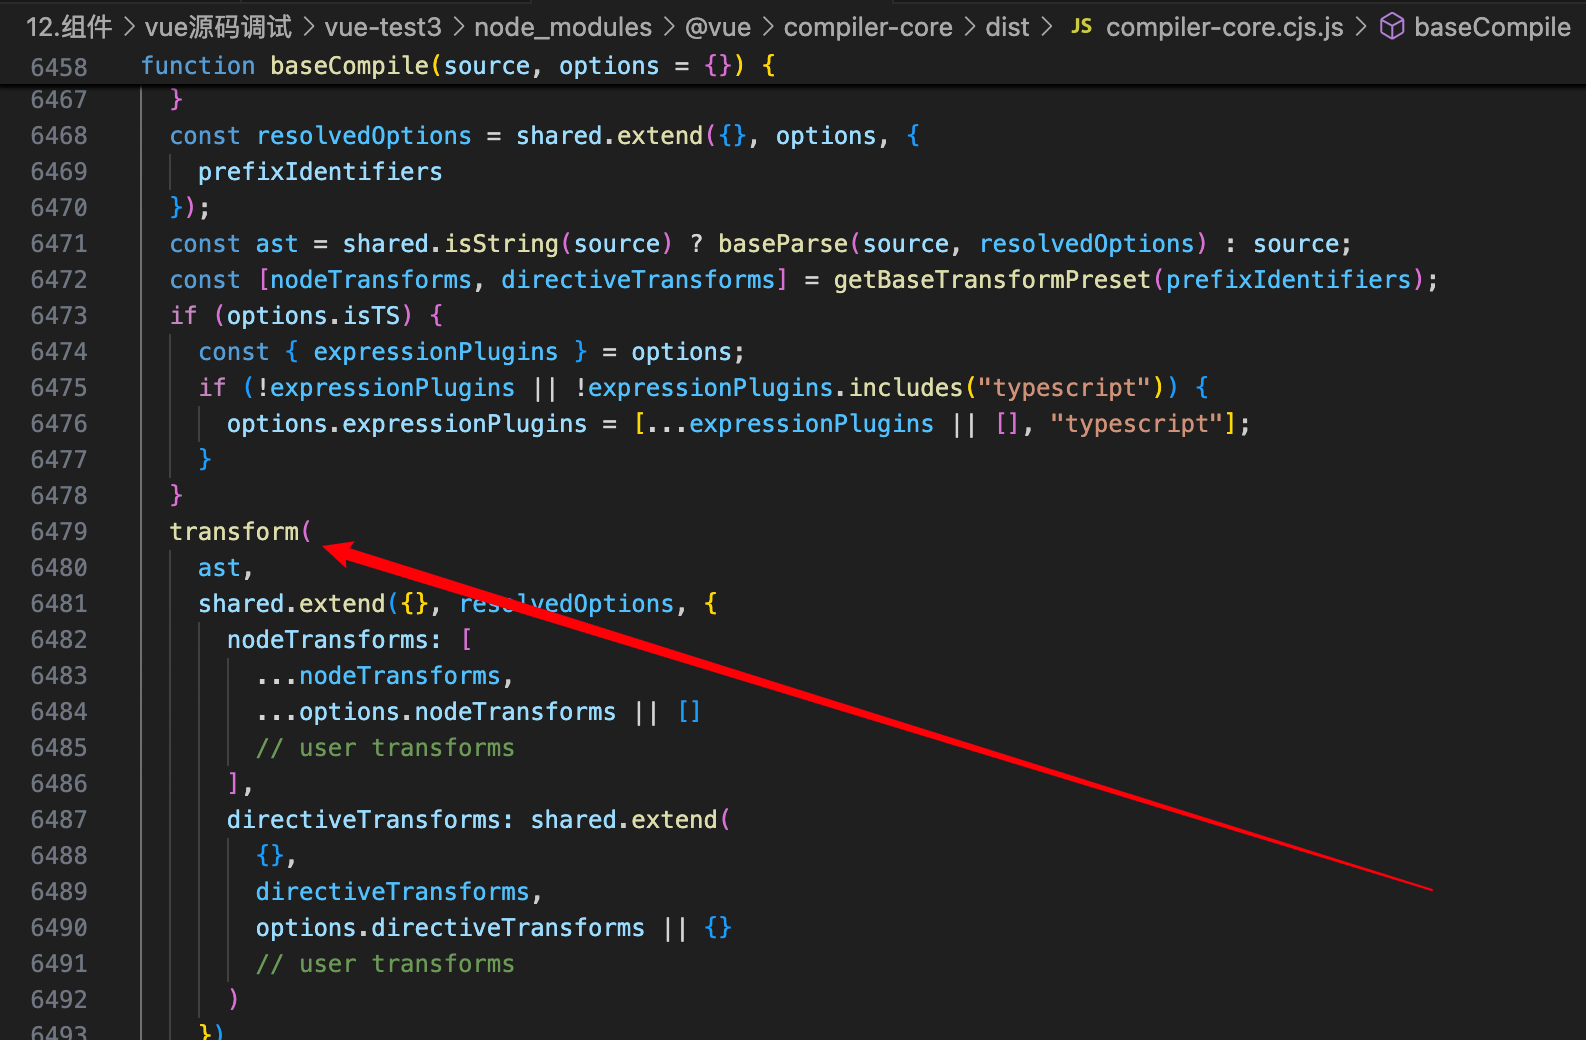 12.组件 > vue源码调试 > vue-test3 > node_modules > @vue > compiler-core > dist > JS compiler-core.cjs.js > baseCompile
6458 function baseCompile(source, options = {}) {
6467 }
6468 const resolvedOptions = shared.extend({}, options, {
6469 prefixIdentifiers
6470 });
6471 const ast = shared.isString(source) ? baseParse(source, resolvedOptions) : source;
6472 const [nodeTransforms, directiveTransforms] = getBaseTransformPreset(prefixIdentifiers);
6473 if (options.isTS) {
6474 const { expressionPlugins } = options;
6475 if (!expressionPlugins || !expressionPlugins.includes("typescript")) {
6476 options.expressionPlugins = [...expressionPlugins || [], "typescript"];
6477 }
6478 }
6479 transform(
6480 ast,
6481 shared.extend({}, resolvedOptions, {
6482 nodeTransforms: [
6483 ...nodeTransforms,
6484 ...options.nodeTransforms || []
6485 // user transforms
6486 ],
6487 directiveTransforms: shared.extend(
6488 {},
6489 directiveTransforms,
6490 options.directiveTransforms || {}
6491 // user transforms
6492 )
6493 })